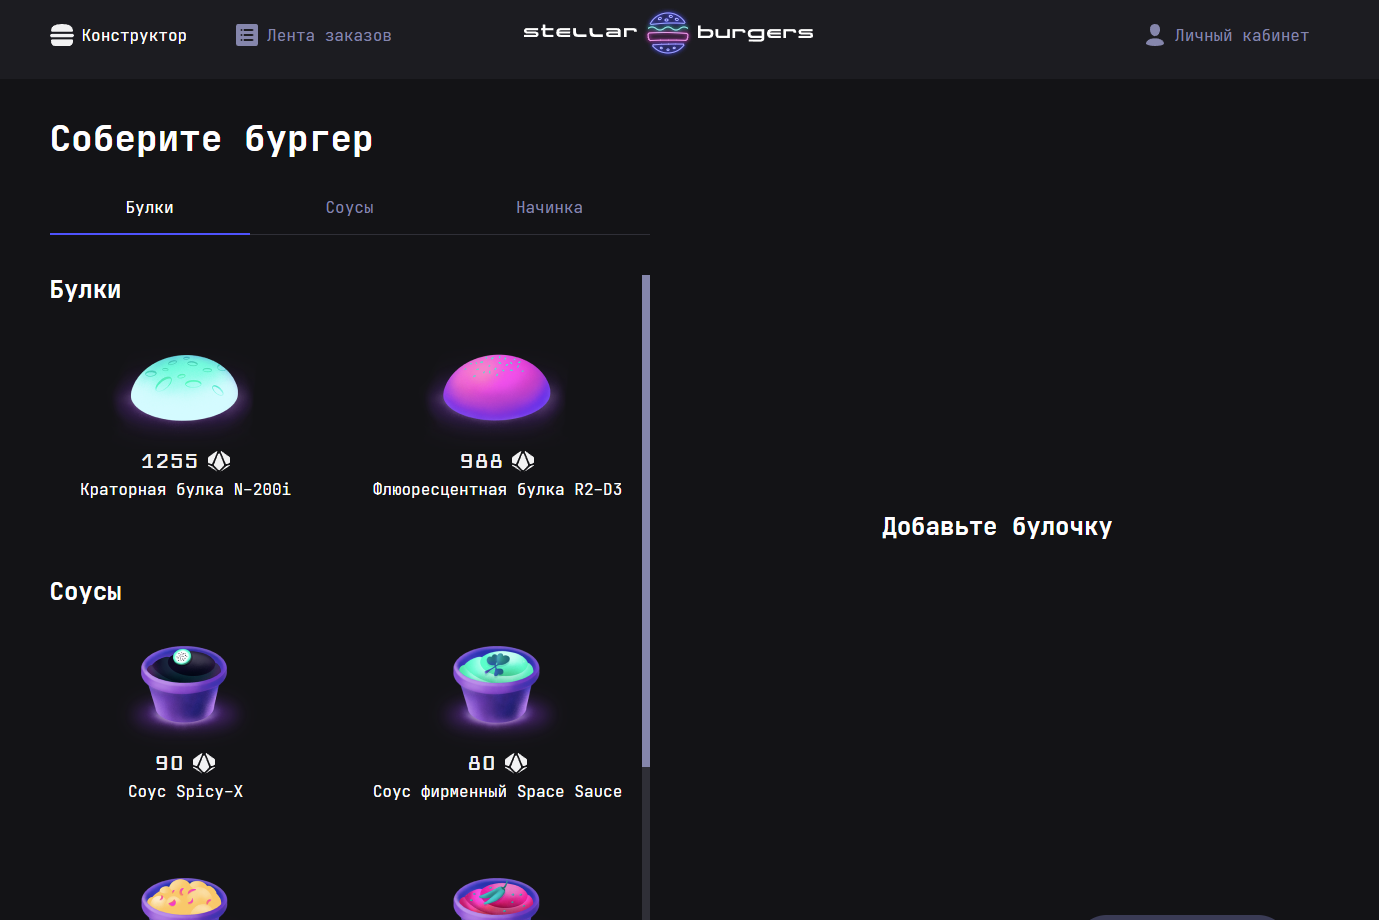 Конструктор
Лента заказов
stellar burgers
Личный кабинет
Соберите бургер
Булки
Соусы
Начинка
Булки
1255
988
Краторная булка N-200i
Флюоресцентная булка R2-D3
Добавьте булочку
Соусы
90
80
Соус Spicy-X
Соус фирменный Space Sauce